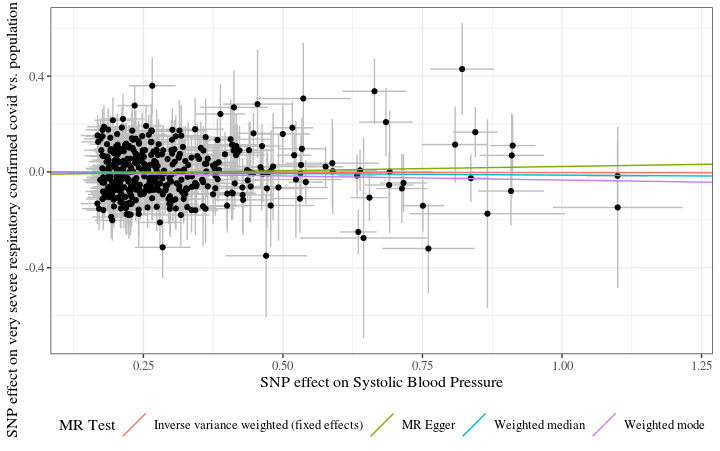 SNP effect on very severe respiratory confirmed covid vs. population
0.4
0.0
-0.4
0.25
0.50
0.75
1.00
1.25
SNP effect on Systolic Blood Pressure
MR Test
Inverse variance weighted (fixed effects)
MR Egger
Weighted median
Weighted mode